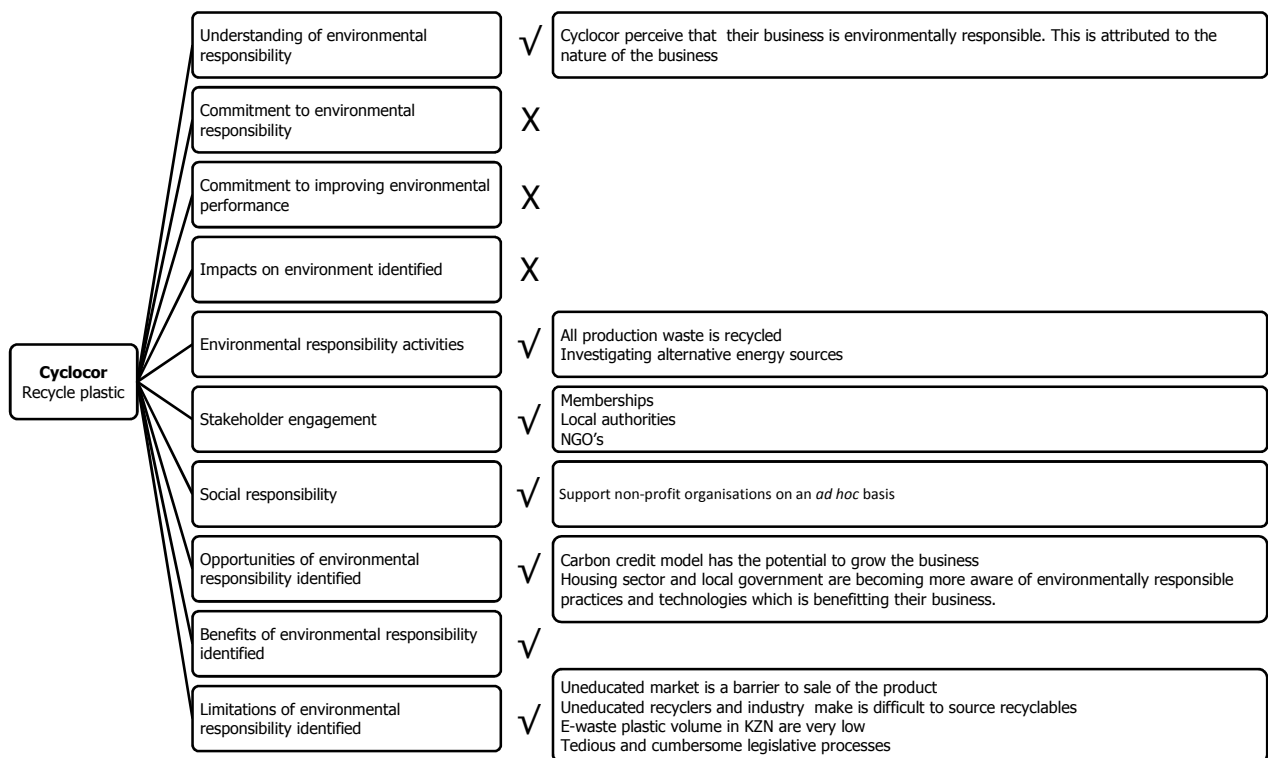 Understanding of environmental
responsibility
√
Cyclocor perceive that  their business is environmentally responsible. This is attributed to the
nature of the business
Commitment to environmental
responsibility
X
Commitment to improving environmental
performance
X
Impacts on environment identified
X
Cyclocor
Recycle plastic
Environmental responsibility activities
√
All production waste is recycled
Investigating alternative energy sources
Stakeholder engagement
√
Memberships
Local authorities
NGO’s
Social responsibility
√
Support non-profit organisations on an ad hoc basis
Opportunities of environmental
responsibility identified
√
Carbon credit model has the potential to grow the business
Housing sector and local government are becoming more aware of environmentally responsible
practices and technologies which is benefitting their business.
Benefits of environmental responsibility
identified
√
Limitations of environmental
responsibility identified
√
Uneducated market is a barrier to sale of the product
Uneducated recyclers and industry  make is difficult to source recyclables
E-waste plastic volume in KZN are very low
Tedious and cumbersome legislative processes